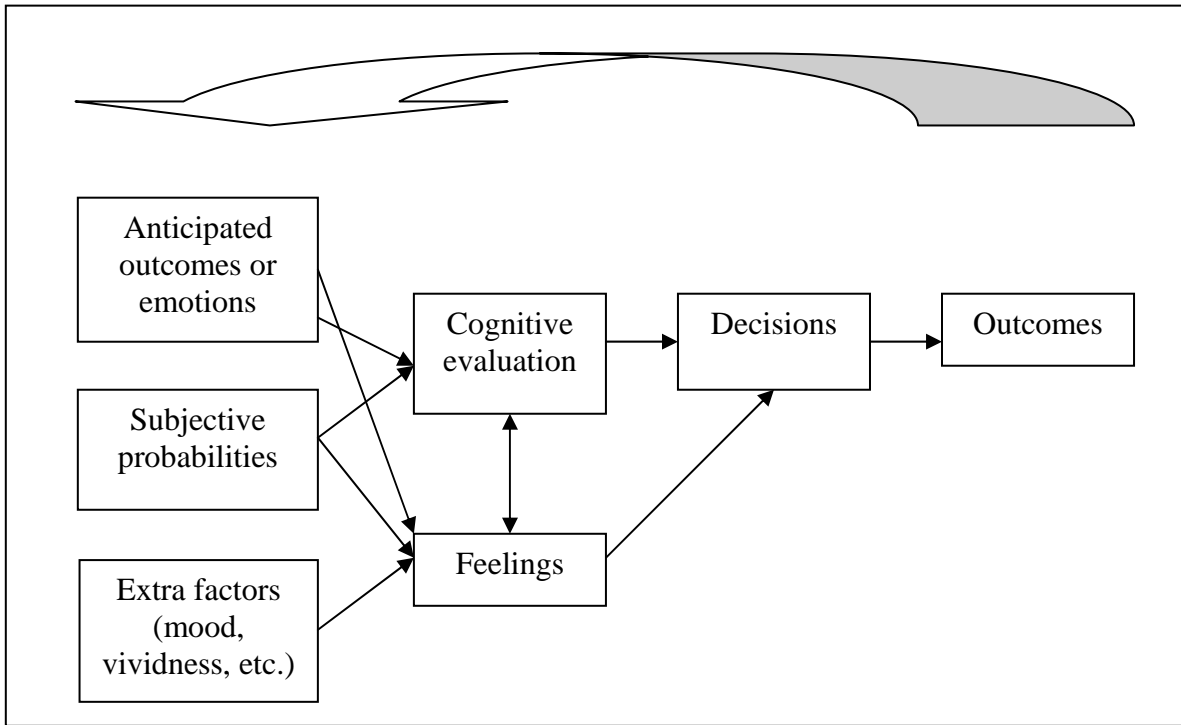 Anticipated
outcomes or
emotions
Subjective
probabilities
Extra factors
(mood,
vividness, etc.)
Cognitive
evaluation
Feelings
Decisions
Outcomes